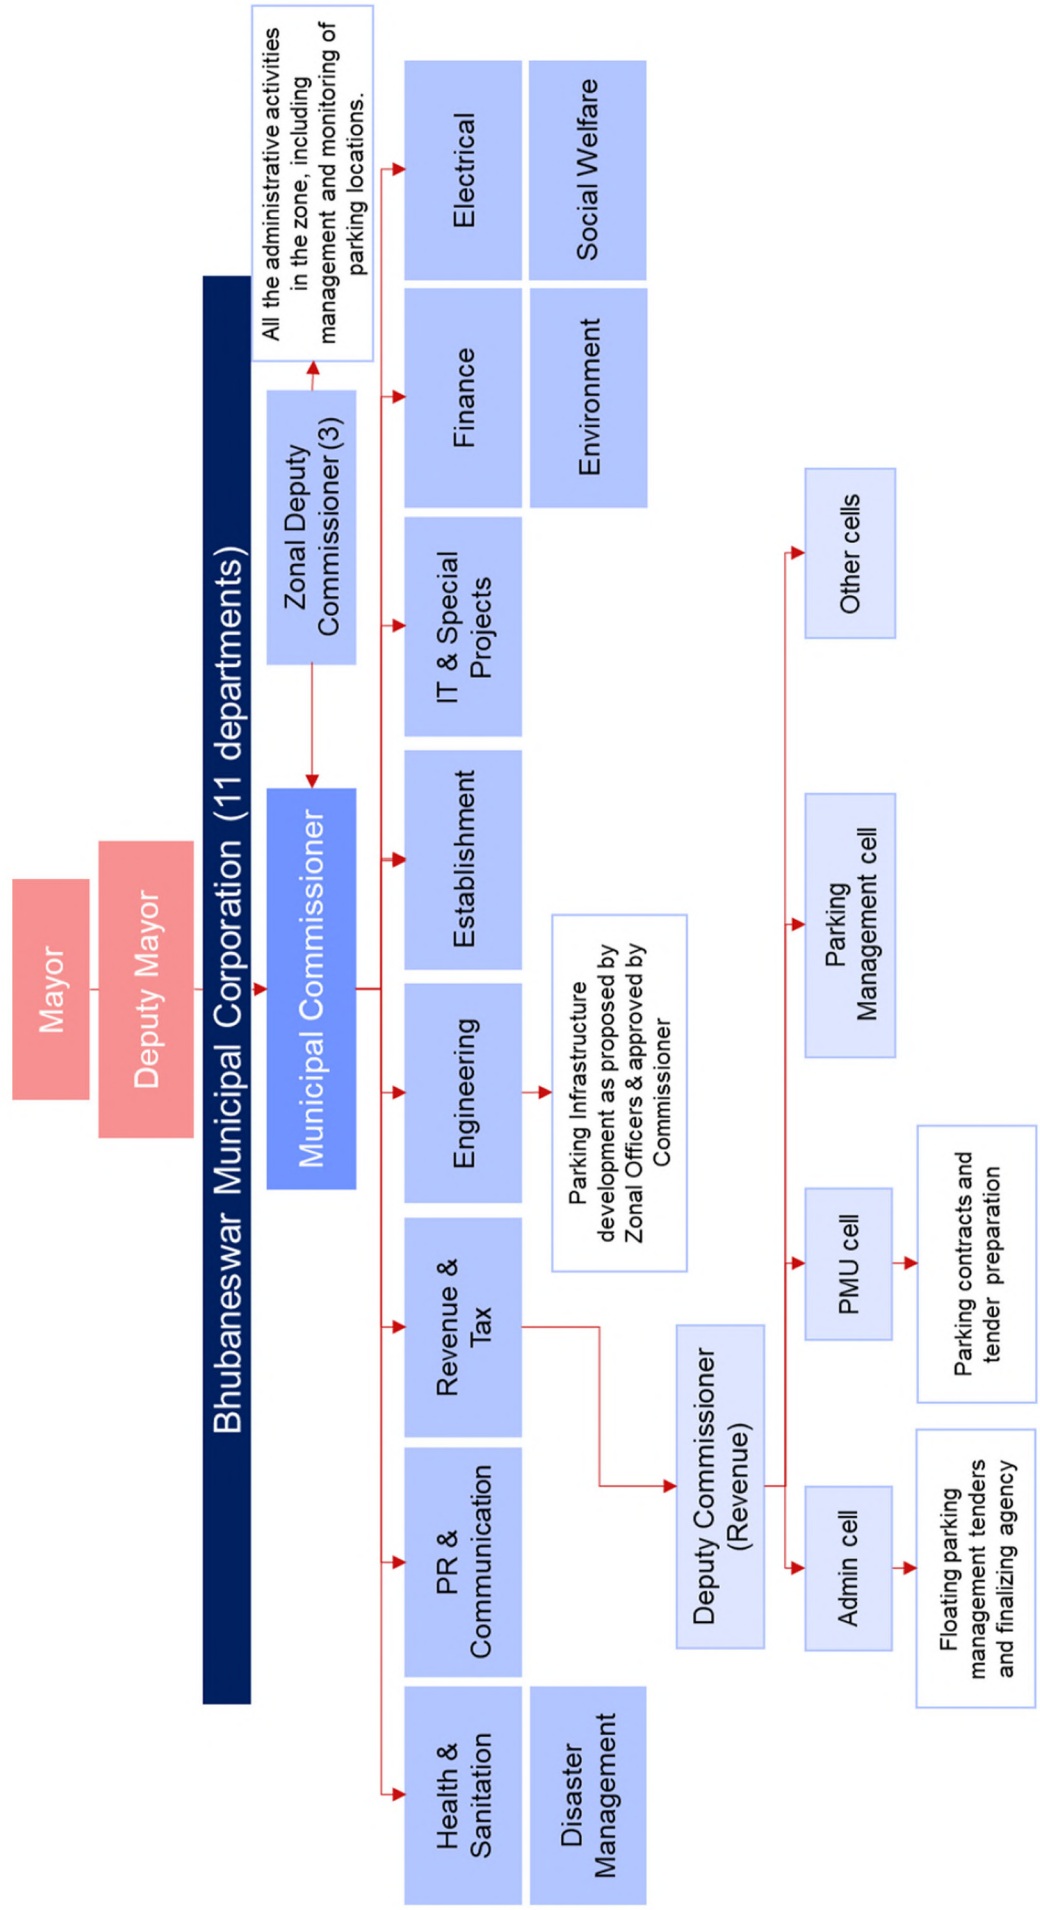 Mayor
Deputy Mayor
Bhubaneswar Municipal Corporation (11 departments)
Municipal Commissioner
Zonal Deputy
Commissioner(3)
All the administrative activities
in the zone, including
management and monitoring of
parking locations.
Health &
Sanitation
PR &
Communication
Revenue &
Tax
Engineering
Establishment
IT & Special
Projects
Finance
Electrical
Disaster
Management
Environment
Social Welfare
Parking Infrastructure
development as proposed by
Zonal Officers & approved by
Commissioner
Deputy Commissioner
(Revenue)
Admin cell
PMU cell
Parking
Management cell
Other cells
Floating parking
management tenders
and finalizing agency
Parking contracts and
tender preparation